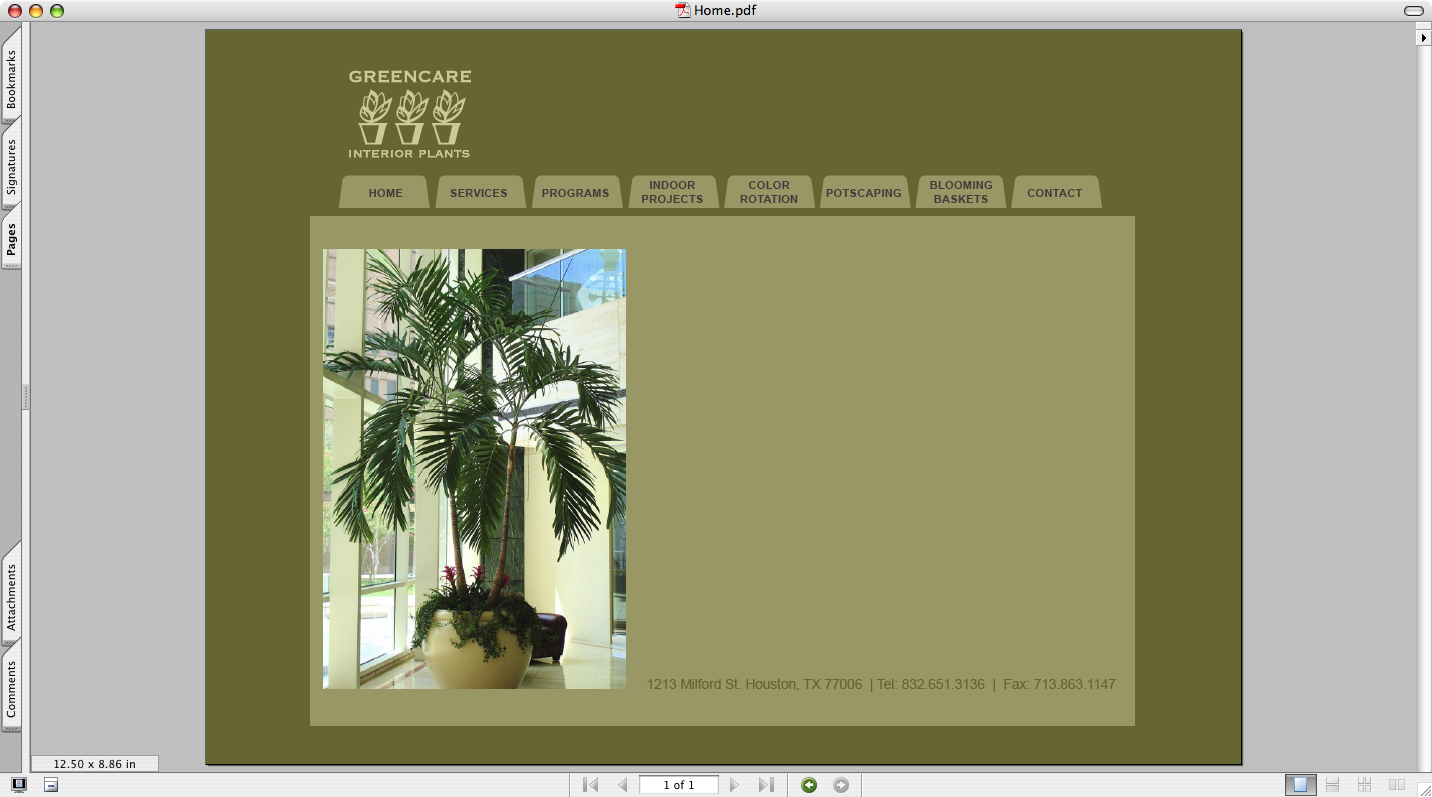 Home.pdf
Bookmarks
Signatures
Pages
Attachments
Comments
GREENCARE
INTERIOR PLANTS
HOME
SERVICES
PROGRAMS
INDOOR
PROJECTS
COLOR
ROTATION
POTSCAPING
BLOOMING
BASKETS
CONTACT
1213 Milford St. Houston, TX 77006 | Tel: 832.651.3136 | Fax: 713.863.1147
12.50 x 8.86 in
1 of 1